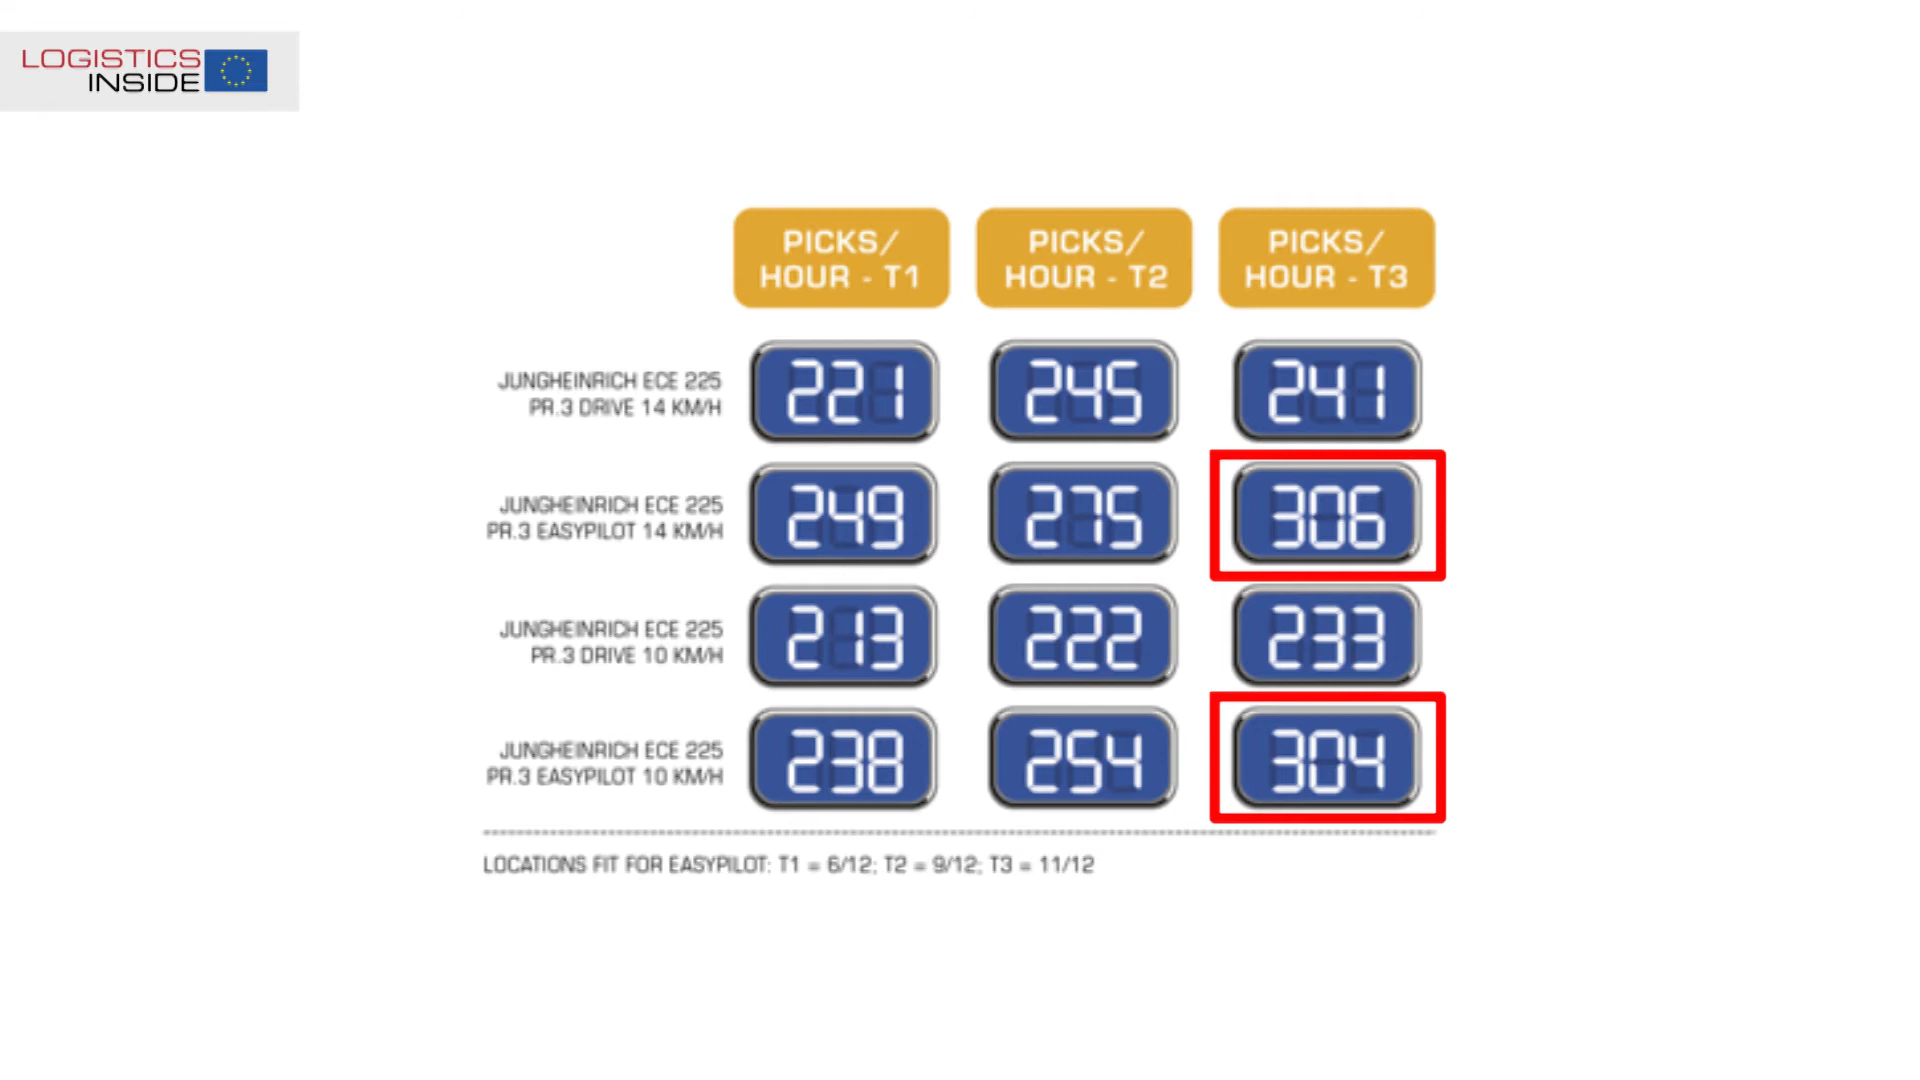 LOGISTICS
INSIDE
PICKS/
HOUR - T1
PICKS/
HOUR - T2
PICKS/
HOUR - T3
JUNGHEINRICH ECE 225
PR.3 DRIVE 14 KM/H
221
245
241
JUNGHEINRICH ECE 225
PR.3 EASYPILOT 14 KM/H
249
275
306
JUNGHEINRICH ECE 225
PR.3 DRIVE 10 KM/H
213
222
233
JUNGHEINRICH ECE 225
PR.3 EASYPILOT 10 KM/H
238
254
304
LOCATIONS FIT FOR EASYPILOT: T1 = 6/12; T2 = 9/12; T3 = 11/12